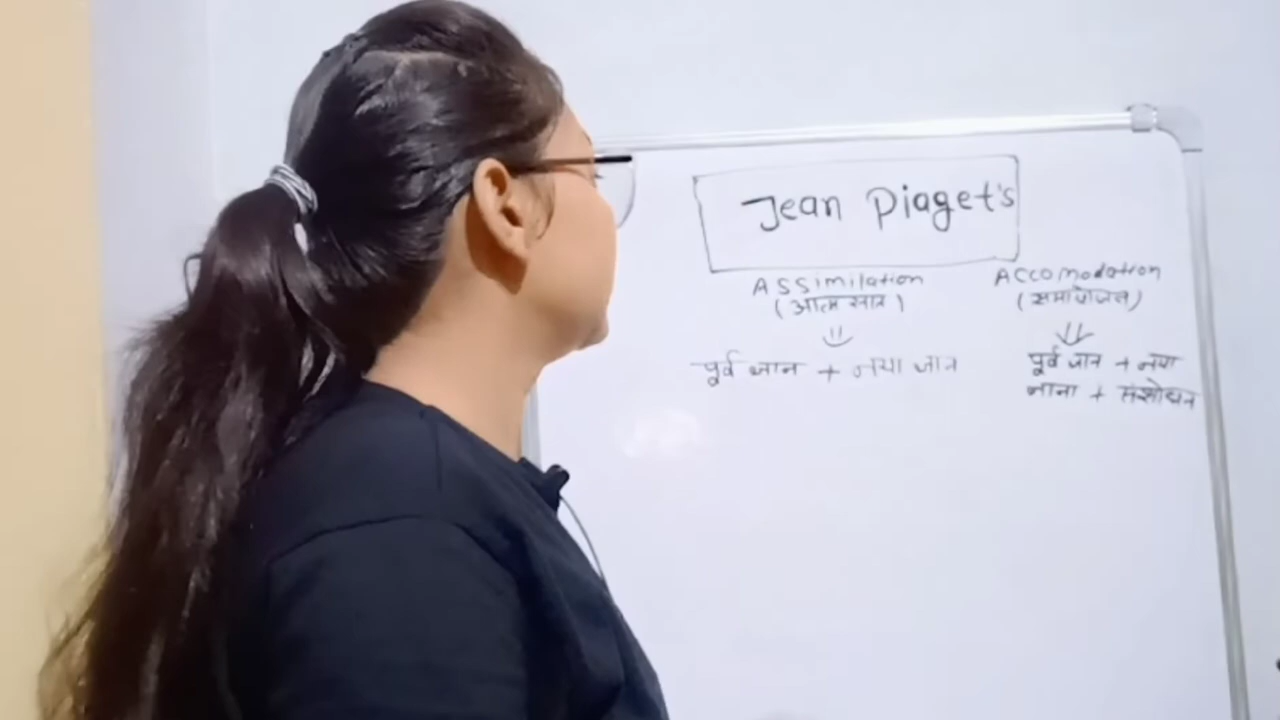 Jean Piaget's
Assimilation
(आत्मसात)
पूर्व ज्ञान + नया ज्ञान
Accomodation
(समायोजन)
पूर्व ज्ञान + नया
ज्ञाना + संसोधन